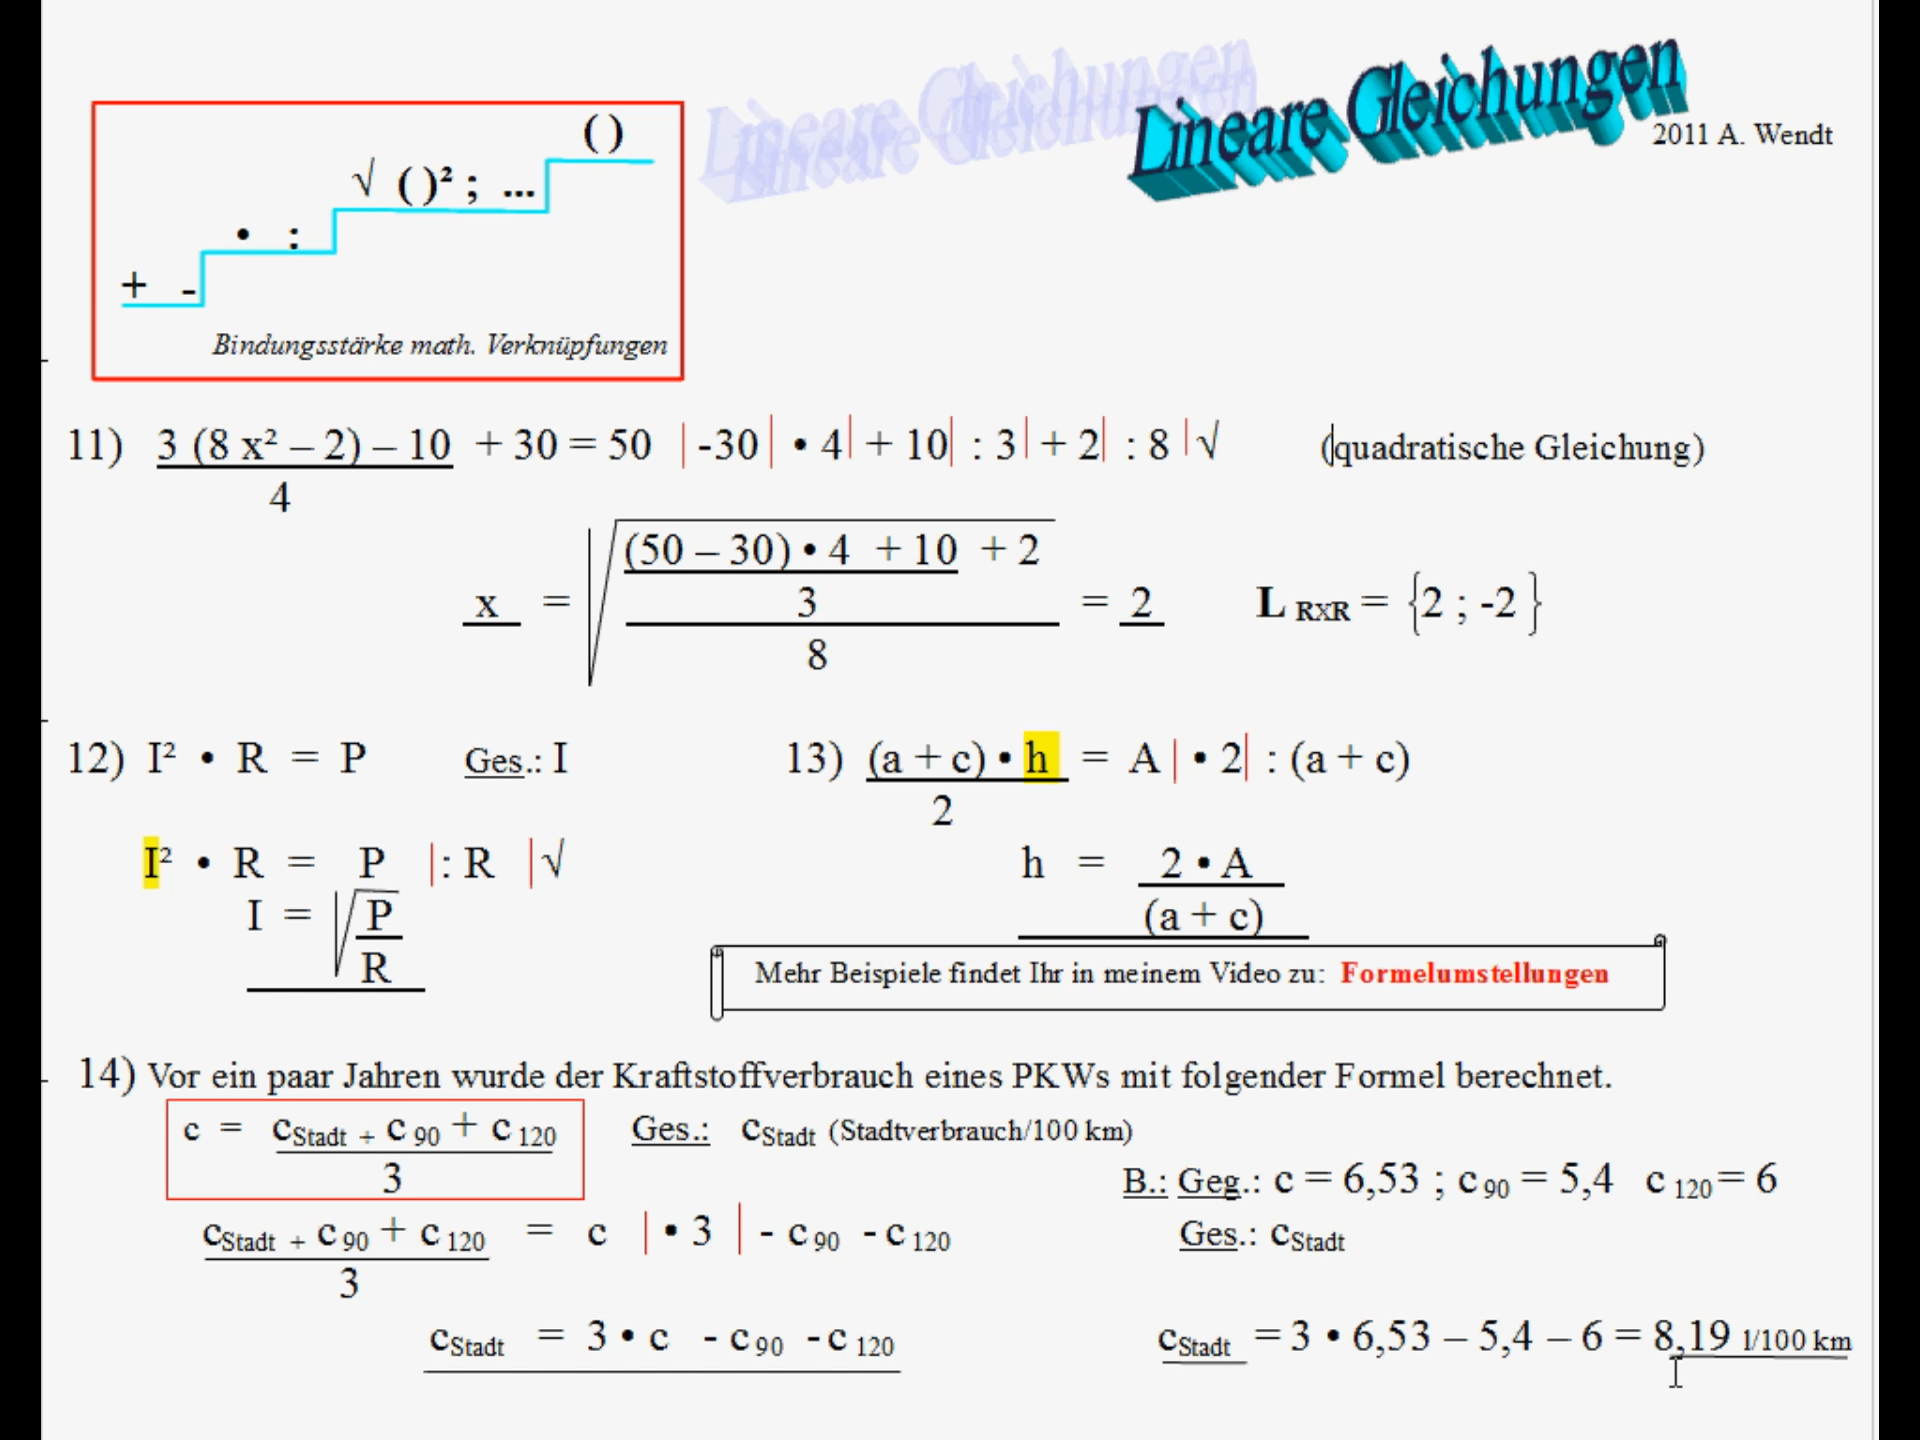 Lineare Gleichungen
2011 A. Wendt
( )
√ ( )² ; ...
• :
+ -
Bindungsstärke math. Verknüpfungen
11) 3 (8 x² – 2) – 10 + 30 = 50 | -30 | • 4 | + 10 | : 3 | + 2 | : 8 | √ (quadratische Gleichung)
4
(50 – 30) • 4 + 10 + 2
x = √ 3 = 2 L RXR = {2 ; -2 }
8
12) I² • R = P Ges.: I
13) (a + c) • h = A | • 2 | : (a + c)
2
I² • R = P | : R | √
h = 2 • A
I = √ P
(a + c)
R
Mehr Beispiele findet Ihr in meinem Video zu: Formelumstellungen
14) Vor ein paar Jahren wurde der Kraftstoffverbrauch eines PKWs mit folgender Formel berechnet.
c = cStadt + c 90 + c 120 Ges.: cStadt (Stadtverbrauch/100 km)
3
B.: Geg.: c = 6,53 ; c 90 = 5,4 c 120 = 6
cStadt + c 90 + c 120 = c | • 3 | - c 90 - c 120
Ges.: cStadt
3
cStadt = 3 • c - c 90 - c 120
cStadt = 3 • 6,53 – 5,4 – 6 = 8,19 l/100 km